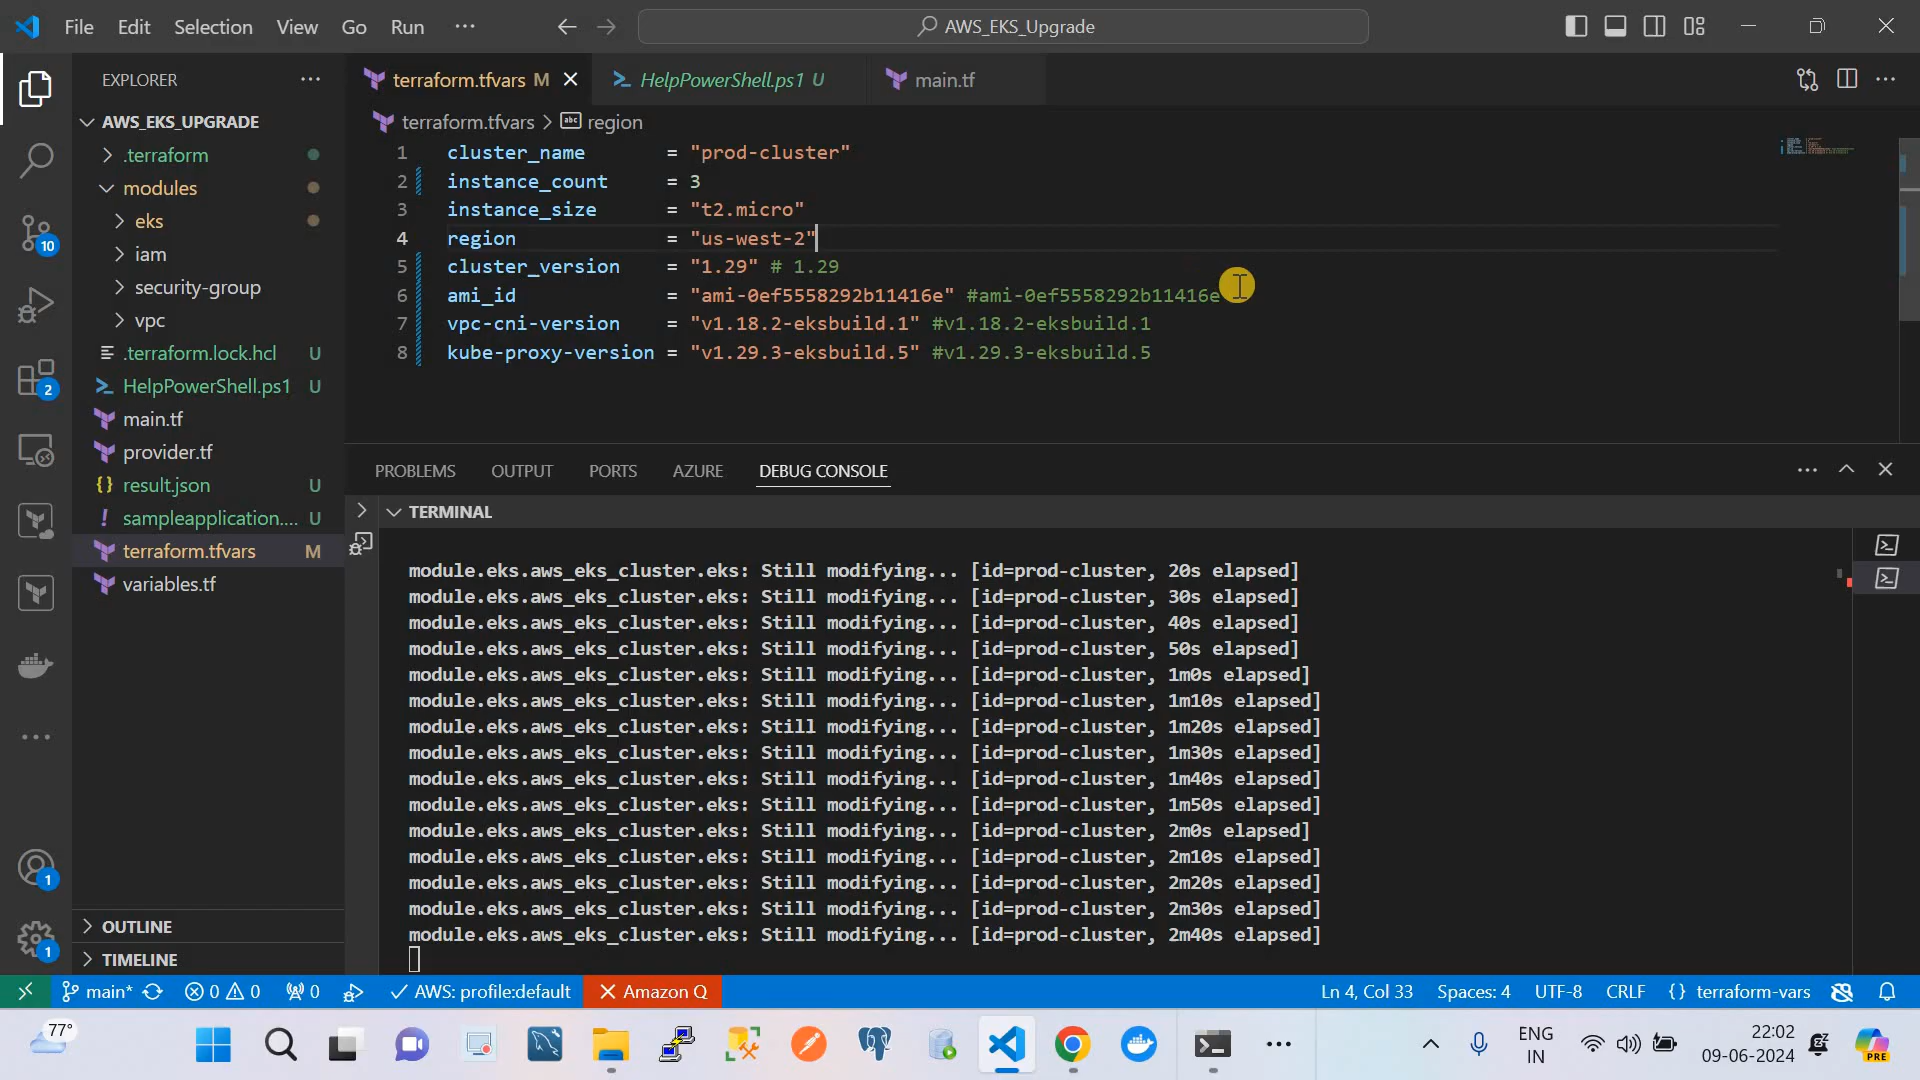 File Edit Selection View Go Run ···
AWS_EKS_Upgrade
EXPLORER
AWS_EKS_UPGRADE
.terraform
modules
eks
iam
security-group
vpc
.terraform.lock.hcl U
HelpPowerShell.ps1 U
main.tf
provider.tf
result.json U
sampleapplication.... U
terraform.tfvars M
variables.tf
OUTLINE
TIMELINE
10
2
1
1
terraform.tfvars M
HelpPowerShell.ps1 U
main.tf
terraform.tfvars > abc region
1 cluster_name = "prod-cluster"
2 instance_count = 3
3 instance_size = "t2.micro"
4 region = "us-west-2"
5 cluster_version = "1.29" # 1.29
6 ami_id = "ami-0ef5558292b11416e" #ami-0ef5558292b11416e
7 vpc-cni-version = "v1.18.2-eksbuild.1" #v1.18.2-eksbuild.1
8 kube-proxy-version = "v1.29.3-eksbuild.5" #v1.29.3-eksbuild.5
PROBLEMS OUTPUT PORTS AZURE DEBUG CONSOLE
TERMINAL
module.eks.aws_eks_cluster.eks: Still modifying... [id=prod-cluster, 20s elapsed]
module.eks.aws_eks_cluster.eks: Still modifying... [id=prod-cluster, 30s elapsed]
module.eks.aws_eks_cluster.eks: Still modifying... [id=prod-cluster, 40s elapsed]
module.eks.aws_eks_cluster.eks: Still modifying... [id=prod-cluster, 50s elapsed]
module.eks.aws_eks_cluster.eks: Still modifying... [id=prod-cluster, 1m0s elapsed]
module.eks.aws_eks_cluster.eks: Still modifying... [id=prod-cluster, 1m10s elapsed]
module.eks.aws_eks_cluster.eks: Still modifying... [id=prod-cluster, 1m20s elapsed]
module.eks.aws_eks_cluster.eks: Still modifying... [id=prod-cluster, 1m30s elapsed]
module.eks.aws_eks_cluster.eks: Still modifying... [id=prod-cluster, 1m40s elapsed]
module.eks.aws_eks_cluster.eks: Still modifying... [id=prod-cluster, 1m50s elapsed]
module.eks.aws_eks_cluster.eks: Still modifying... [id=prod-cluster, 2m0s elapsed]
module.eks.aws_eks_cluster.eks: Still modifying... [id=prod-cluster, 2m10s elapsed]
module.eks.aws_eks_cluster.eks: Still modifying... [id=prod-cluster, 2m20s elapsed]
module.eks.aws_eks_cluster.eks: Still modifying... [id=prod-cluster, 2m30s elapsed]
module.eks.aws_eks_cluster.eks: Still modifying... [id=prod-cluster, 2m40s elapsed]
main* 0 0 0 AWS: profile:default Amazon Q Ln 4, Col 33 Spaces: 4 UTF-8 CRLF {} terraform-vars
77°
ENG
IN
22:02
09-06-2024
PRE